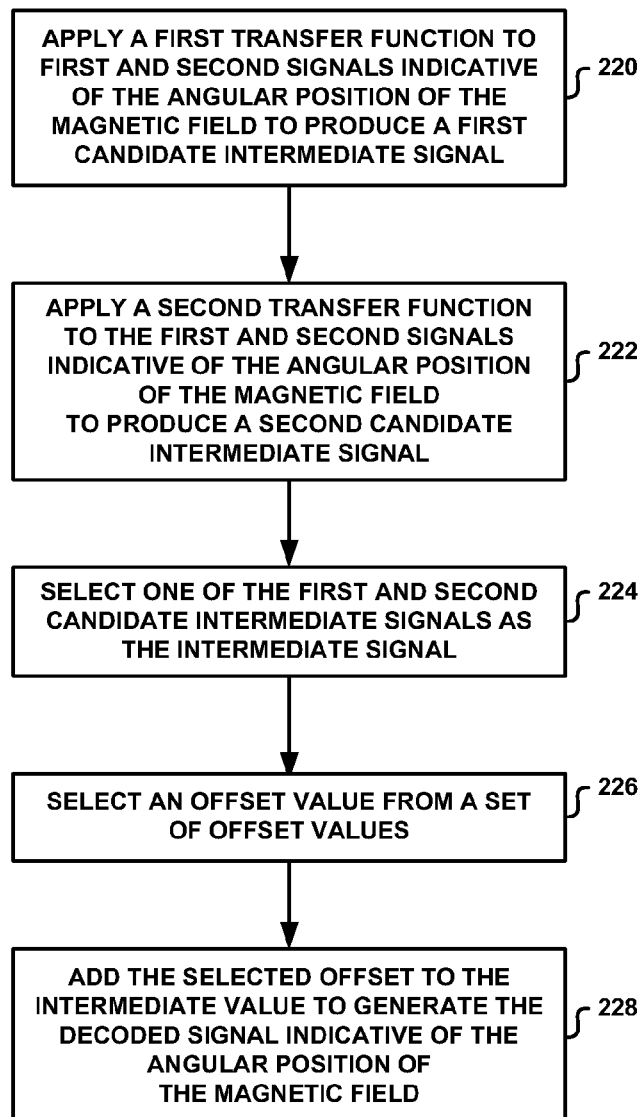 APPLY A FIRST TRANSFER FUNCTION TO
FIRST AND SECOND SIGNALS INDICATIVE
OF THE ANGULAR POSITION OF THE
MAGNETIC FIELD TO PRODUCE A FIRST
CANDIDATE INTERMEDIATE SIGNAL
220
APPLY A SECOND TRANSFER FUNCTION
TO THE FIRST AND SECOND SIGNALS
INDICATIVE OF THE ANGULAR POSITION
OF THE MAGNETIC FIELD
TO PRODUCE A SECOND CANDIDATE
INTERMEDIATE SIGNAL
222
SELECT ONE OF THE FIRST AND SECOND
CANDIDATE INTERMEDIATE SIGNALS AS
THE INTERMEDIATE SIGNAL
224
SELECT AN OFFSET VALUE FROM A SET
OF OFFSET VALUES
226
ADD THE SELECTED OFFSET TO THE
INTERMEDIATE VALUE TO GENERATE THE
DECODED SIGNAL INDICATIVE OF THE
ANGULAR POSITION OF
THE MAGNETIC FIELD
228